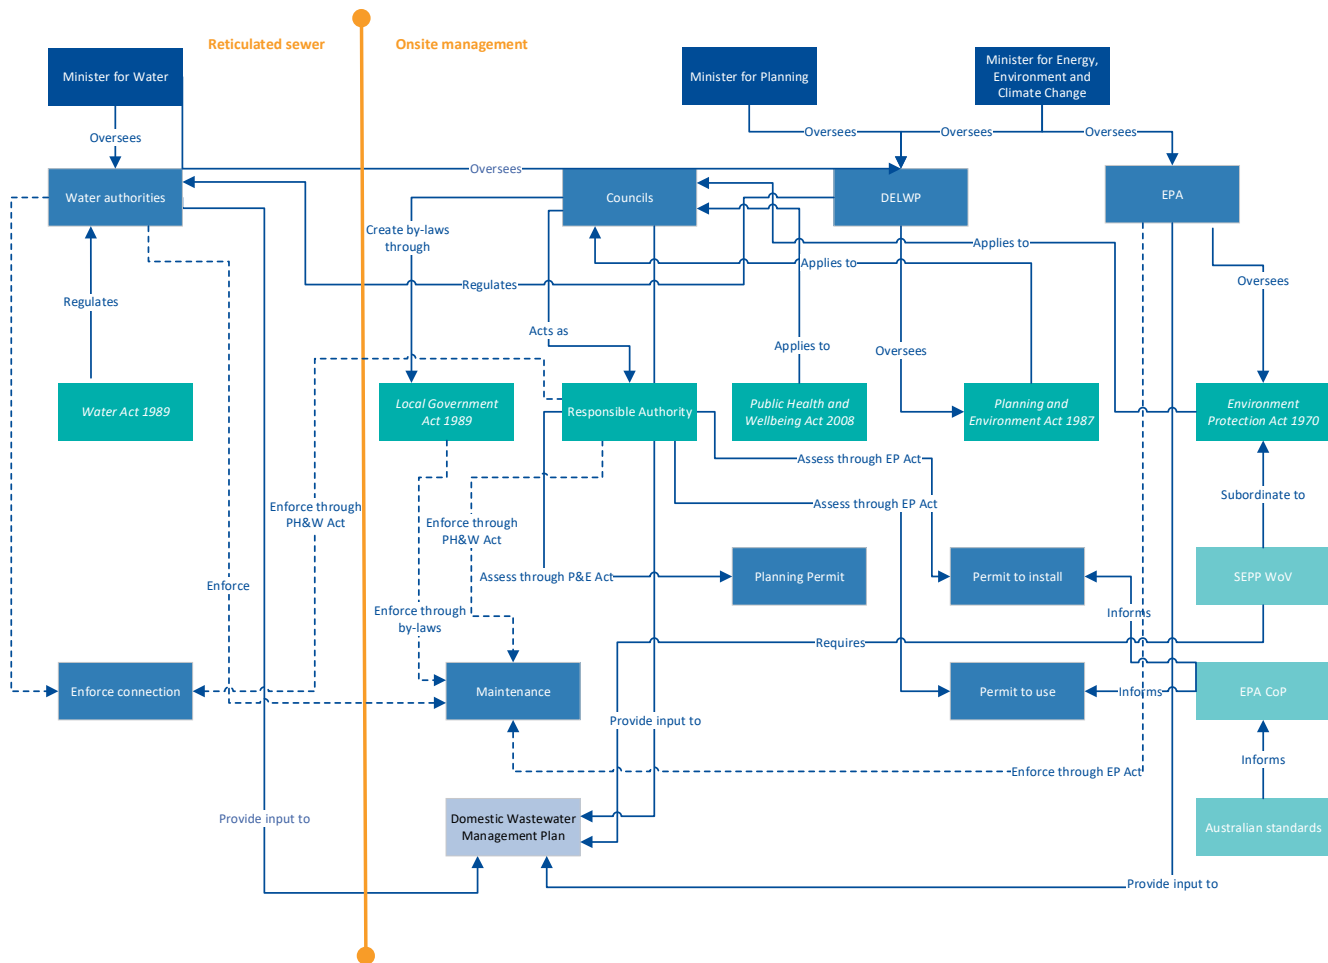 Reticulated sewer
Onsite management
Minister for Water
Minister for Planning
Minister for Energy,
Environment and
Climate Change
Oversees
Oversees
Oversees
Oversees
Oversees
Water authorities
Councils
DELWP
EPA
Create by-laws
through
Applies to
Applies to
Regulates
Oversees
Regulates
Acts as
Applies to
Oversees
Water Act 1989
Local Government
Act 1989
Responsible Authority
Public Health and
Wellbeing Act 2008
Planning and
Environment Act 1987
Environment
Protection Act 1970
Assess through EP Act
Subordinate to
Assess through EP Act
Enforce through
PH&W Act
Enforce through
PH&W Act
Assess through P&E Act
Planning Permit
Permit to install
SEPP WoV
Enforce
Enforce through
by-laws
Informs
Requires
Enforce connection
Maintenance
Permit to use
Informs
EPA CoP
Provide input to
Enforce through EP Act
Informs
Provide input to
Domestic Wastewater
Management Plan
Australian standards
Provide input to